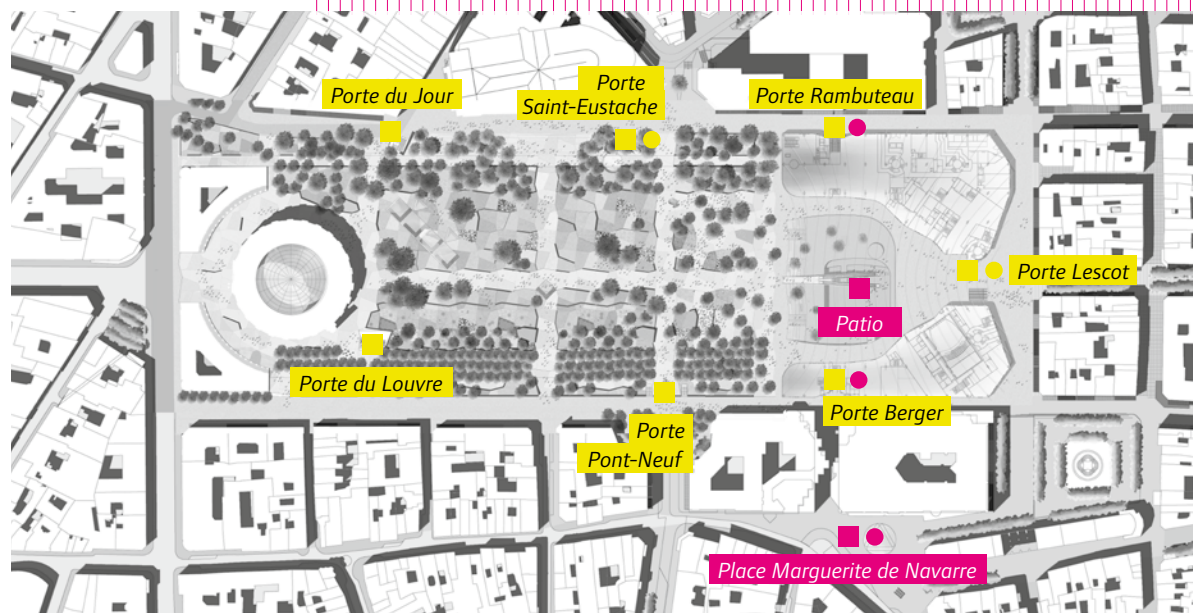 Porte du Jour
Porte
Saint-Eustache
Porte Rambuteau
Porte Lescot
Patio
Porte du Louvre
Porte Berger
Porte
Pont-Neuf
Place Marguerite de Navarre